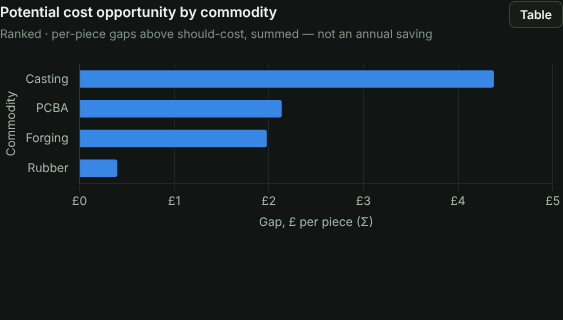 Potential cost opportunity by commodity
Table
Ranked · per-piece gaps above should-cost, summed — not an annual saving
Commodity
Casting
PCBA
Forging
Rubber
£0 £1 £2 £3 £4 £5
Gap, £ per piece (Σ)